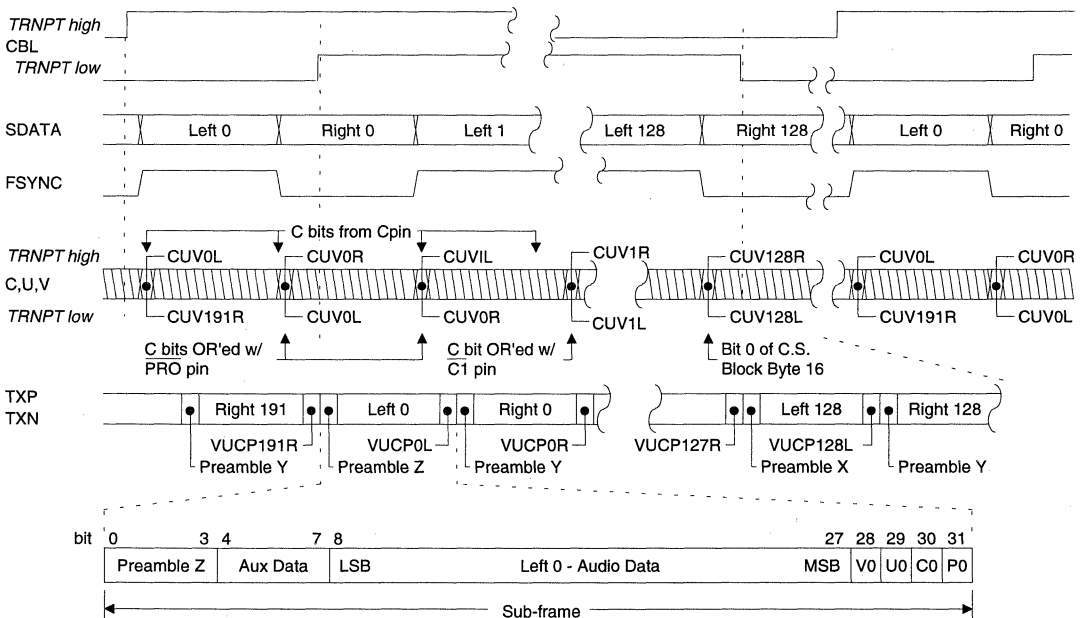 TRNPT high
CBL
TRNPT low
SDATA Left 0 Right 0 Left 1 Left 128 Right 128 Left 0 Right 0
FSYNC
C bits from Cpin
TRNPT high CUV0L CUV0R CUVIL CUV1R CUV128R CUV0L CUV0R
C,U,V
TRNPT low CUV191R CUV0L CUV0R CUV1L CUV128L CUV191R CUV0L
C bits OR'ed w/ C bit OR'ed w/ Bit 0 of C.S.
PRO pin C1 pin Block Byte 16
TXP
TXN Right 191 Left 0 Right 0 Left 128 Right 128
VUCP191R VUCP0L VUCP0R VUCP127R VUCP128L
Preamble Y Preamble Z Preamble Y Preamble X Preamble Y
bit 0 3 4 7 8 27 28 29 30 31
Preamble Z Aux Data LSB Left 0 - Audio Data MSB V0 U0 C0 P0
Sub-frame